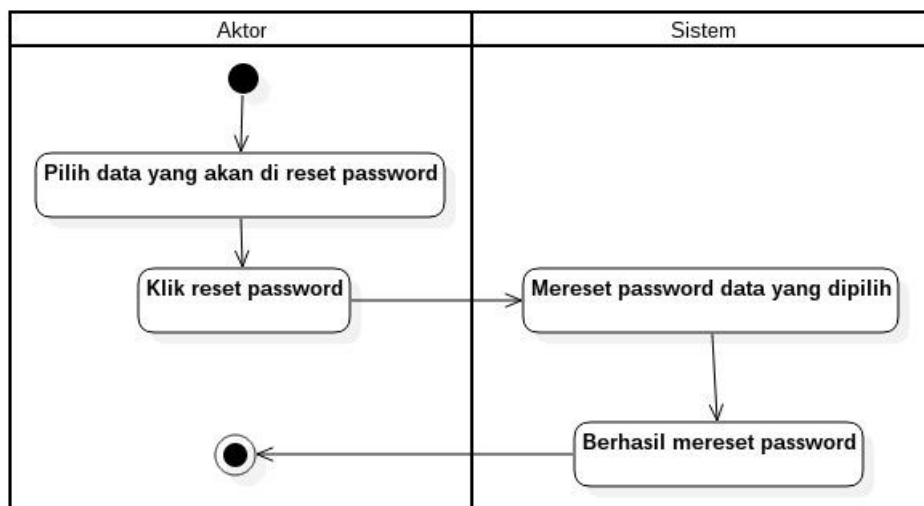 Aktor
Sistem
Pilih data yang akan di reset password
Klik reset password
Mereset password data yang dipilih
Berhasil mereset password